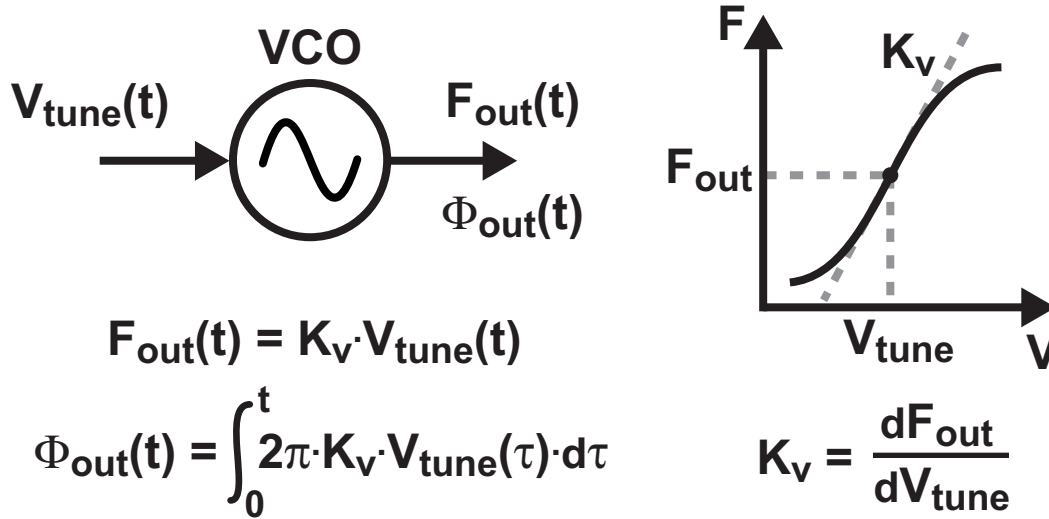 VCO
V_tune(t)
F_out(t)
Φ_out(t)
F_out(t) = K_v·V_tune(t)
Φ_out(t) = ∫_0^t 2π·K_v·V_tune(τ)·dτ
F
K_v
F_out
V_tune
V
K_v = dF_out/dV_tune